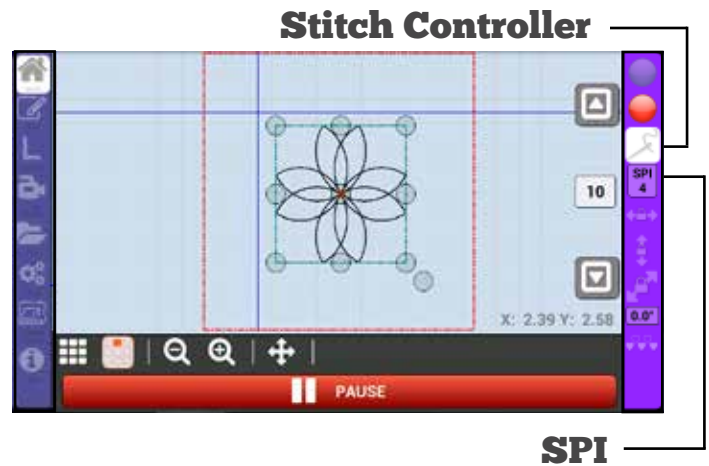 Stitch Controller
SPI
4
10
X: 2.39 Y: 2.58
0.0°
PAUSE
SPI